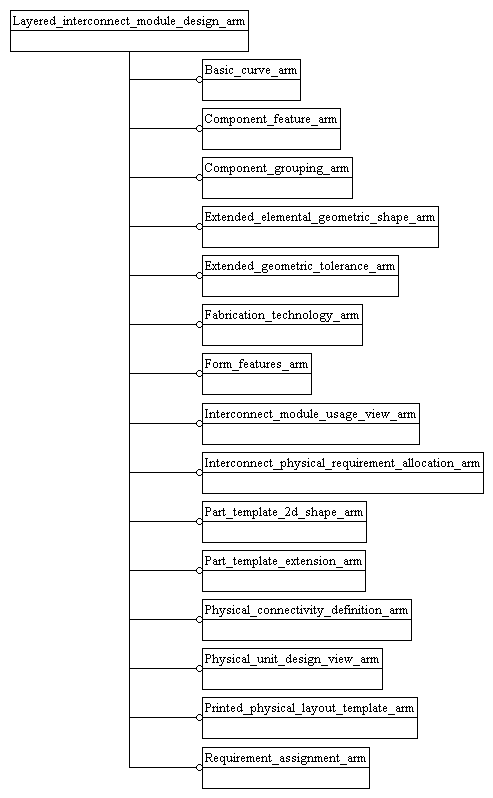 Layered_interconnect_module_design_arm
Basic_curve_arm
Component_feature_arm
Component_grouping_arm
Extended_elemental_geometric_shape_arm
Extended_geometric_tolerance_arm
Fabrication_technology_arm
Form_features_arm
Interconnect_module_usage_view_arm
Interconnect_physical_requirement_allocation_arm
Part_template_2d_shape_arm
Part_template_extension_arm
Physical_connectivity_definition_arm
Physical_unit_design_view_arm
Printed_physical_layout_template_arm
Requirement_assignment_arm